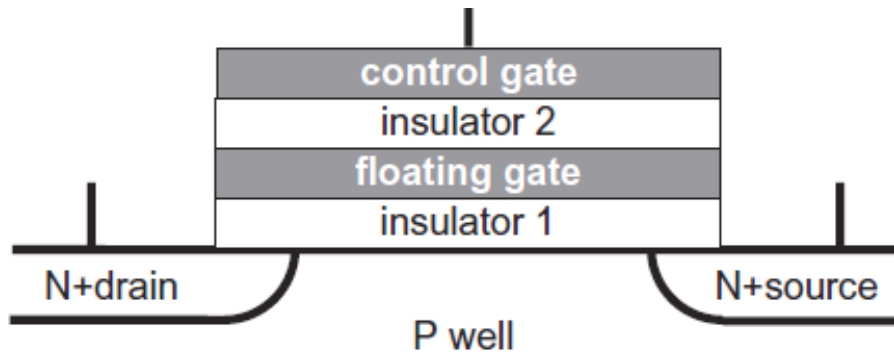 control gate
insulator 2
floating gate
insulator 1
N+drain
N+source
P well